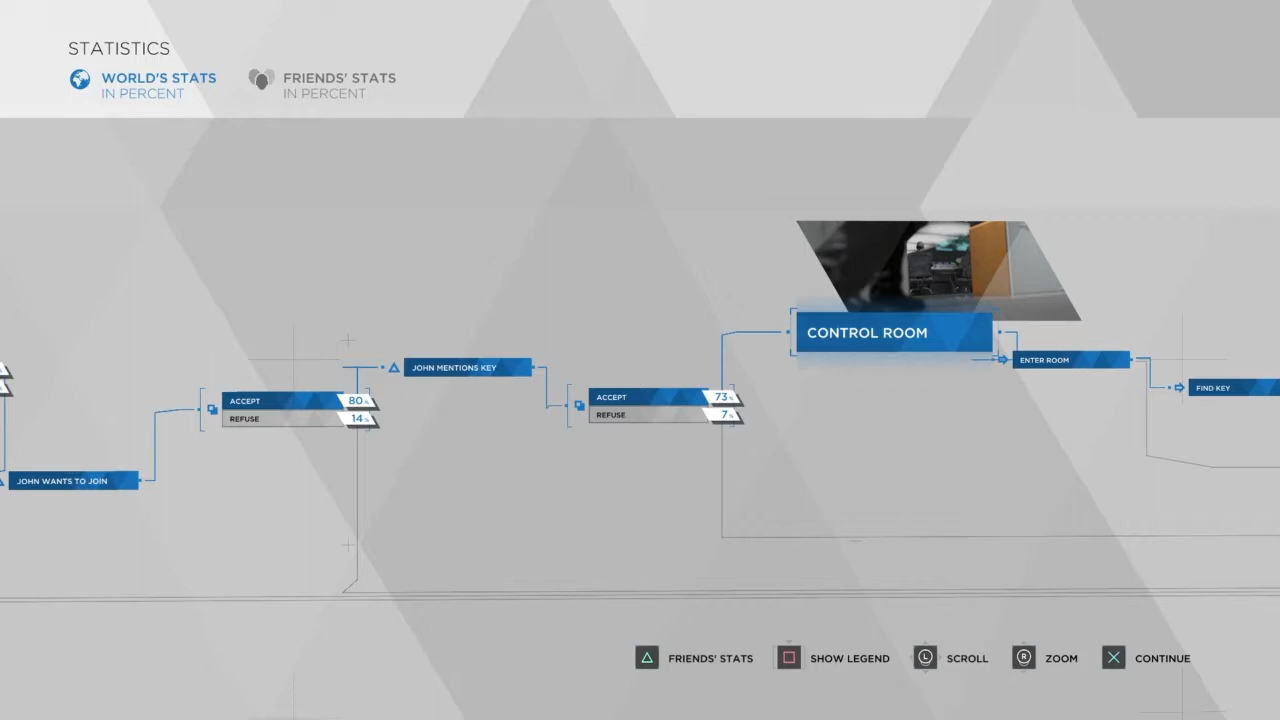 STATISTICS
WORLD'S STATS
IN PERCENT
FRIENDS' STATS
IN PERCENT
CONTROL ROOM
ENTER ROOM
JOHN MENTIONS KEY
FIND KEY
ACCEPT 80%
REFUSE 14%
ACCEPT 73%
REFUSE 7%
JOHN WANTS TO JOIN
FRIENDS' STATS
SHOW LEGEND
L SCROLL
R ZOOM
CONTINUE